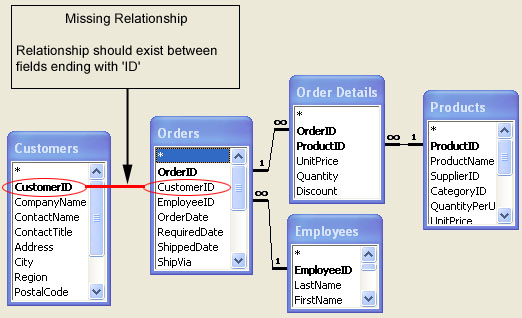 Missing Relationship
Relationship should exist between
fields ending with 'ID'
Customers
*
CustomerID
CompanyName
ContactName
ContactTitle
Address
City
Region
PostalCode
Orders
*
OrderID
CustomerID
EmployeeID
OrderDate
RequiredDate
ShippedDate
ShipVia
1
∞
∞
1
Order Details
*
OrderID
ProductID
UnitPrice
Quantity
Discount
∞
1
Products
*
ProductID
ProductName
SupplierID
CategoryID
QuantityPerU
UnitPrice
Employees
*
EmployeeID
LastName
FirstName